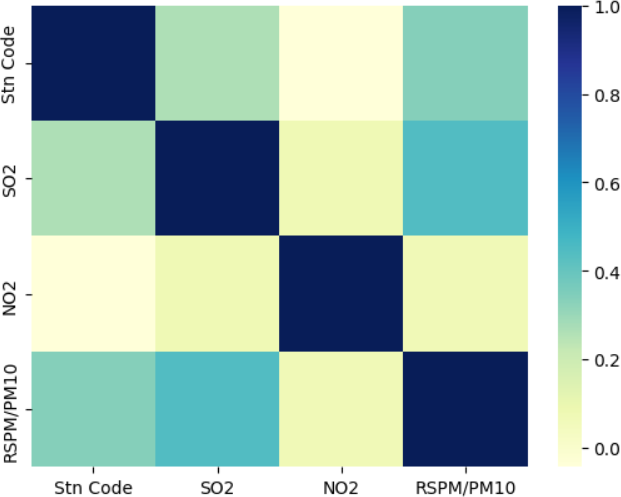 Stn Code
SO2
NO2
RSPM/PM10
Stn Code SO2 NO2 RSPM/PM10
1.0
0.8
0.6
0.4
0.2
0.0